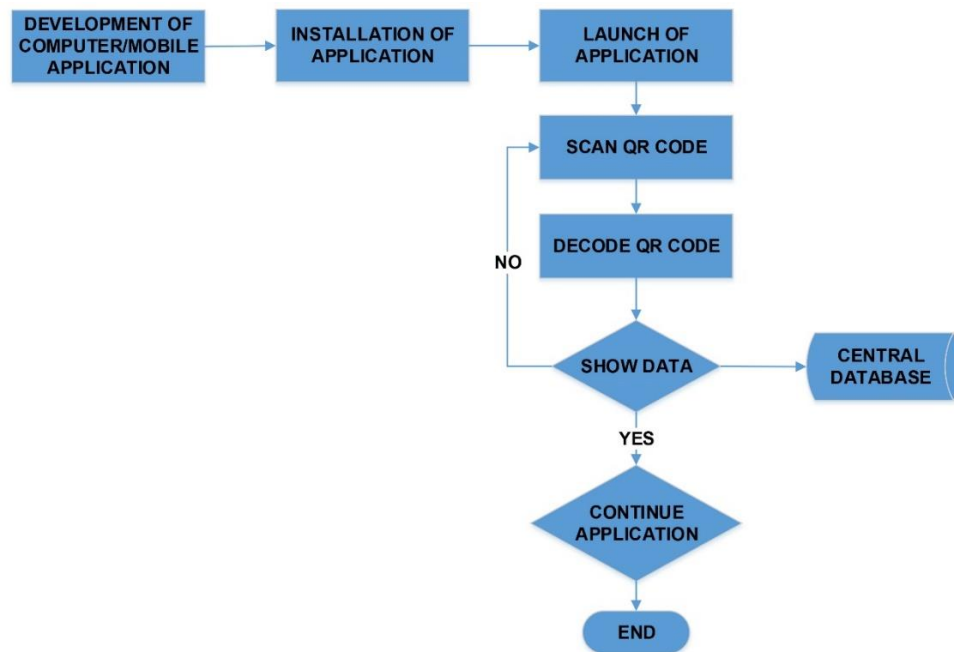 DEVELOPMENT OF
COMPUTER/MOBILE
APPLICATION
INSTALLATION OF
APPLICATION
LAUNCH OF
APPLICATION
SCAN QR CODE
DECODE QR CODE
NO
SHOW DATA
CENTRAL
DATABASE
YES
CONTINUE
APPLICATION
END